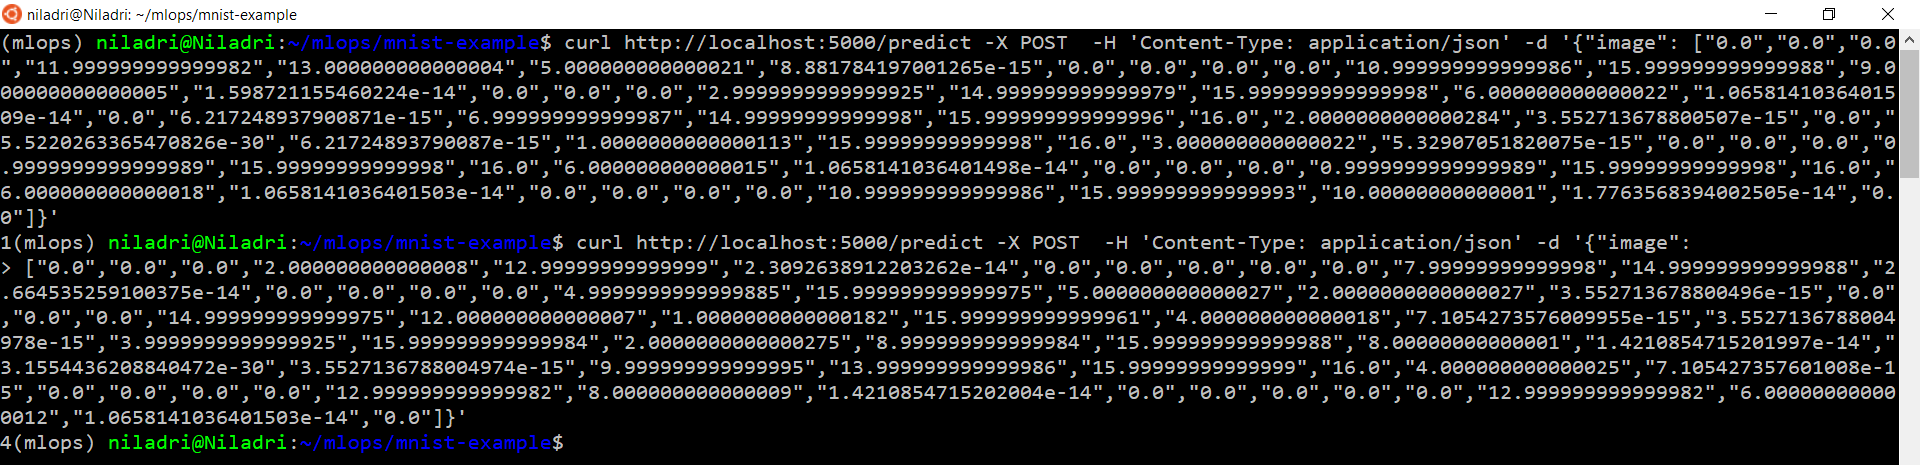 niladri@Niladri: ~/mlops/mnist-example
(mlops) niladri@Niladri:~/mlops/mnist-example$ curl http://localhost:5000/predict -X POST  -H 'Content-Type: application/json' -d '{"image": ["0.0","0.0","0.0
","11.999999999999982","13.000000000000004","5.000000000000021","8.881784197001265e-15","0.0","0.0","0.0","0.0","10.999999999999986","15.999999999999988","9.0
00000000000005","1.598721155460224e-14","0.0","0.0","0.0","2.9999999999999925","14.999999999999979","15.999999999999998","6.000000000000022","1.06581410364015
09e-14","0.0","6.217248937900871e-15","6.999999999999987","14.99999999999998","15.999999999999996","16.0","2.0000000000000284","3.552713678800507e-15","0.0","
5.5220263365470826e-30","6.21724893790087e-15","1.0000000000000113","15.99999999999998","16.0","3.000000000000022","5.32907051820075e-15","0.0","0.0","0.0","0
.9999999999999989","15.99999999999998","16.0","6.000000000000015","1.0658141036401498e-14","0.0","0.0","0.0","0.9999999999999989","15.99999999999998","16.0","
6.000000000000018","1.0658141036401503e-14","0.0","0.0","0.0","0.0","10.999999999999986","15.999999999999993","10.00000000000001","1.7763568394002505e-14","0.
0"]}'
1(mlops) niladri@Niladri:~/mlops/mnist-example$ curl http://localhost:5000/predict -X POST  -H 'Content-Type: application/json' -d '{"image":
> ["0.0","0.0","0.0","2.000000000000008","12.99999999999999","2.3092638912203262e-14","0.0","0.0","0.0","0.0","0.0","7.99999999999998","14.999999999999988","2
.664535259100375e-14","0.0","0.0","0.0","0.0","4.9999999999999885","15.999999999999975","5.000000000000027","2.0000000000000027","3.552713678800496e-15","0.0"
,"0.0","0.0","14.999999999999975","12.000000000000007","1.0000000000000182","15.999999999999961","4.000000000000018","7.1054273576009955e-15","3.5527136788004
978e-15","3.9999999999999925","15.999999999999984","2.0000000000000275","8.999999999999984","15.999999999999988","8.00000000000001","1.4210854715201997e-14","
3.1554436208840472e-30","3.5527136788004974e-15","9.999999999999995","13.999999999999986","15.99999999999999","16.0","4.000000000000025","7.105427357601008e-1
5","0.0","0.0","0.0","0.0","12.999999999999982","8.000000000000009","1.4210854715202004e-14","0.0","0.0","0.0","0.0","0.0","12.999999999999982","6.00000000000
0012","1.0658141036401503e-14","0.0"]}'
4(mlops) niladri@Niladri:~/mlops/mnist-example$